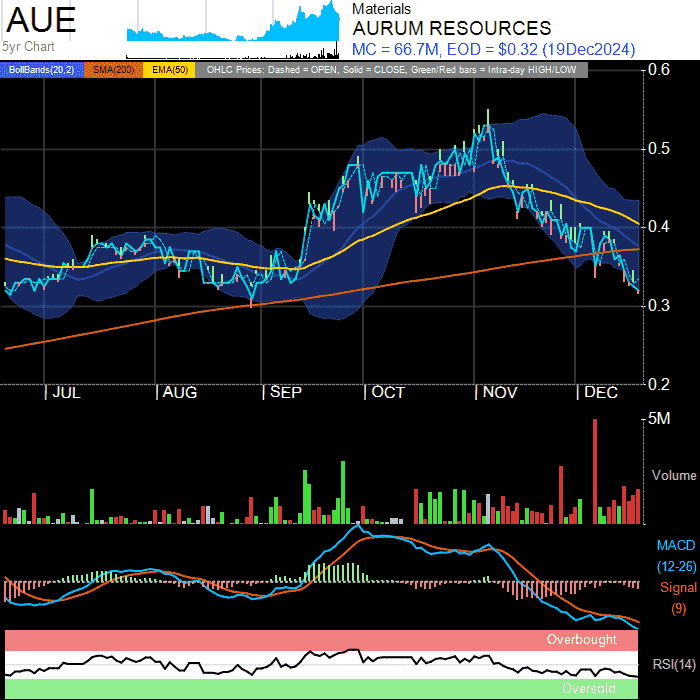 AUE
5yr Chart
Materials
AURUM RESOURCES
MC = 66.7M, EOD = $0.32 (19Dec2024)
BollBands(20,2) SMA(200) EMA(50) OHLC Prices: Dashed = OPEN, Solid = CLOSE, Green/Red bars = Intra-day HIGH/LOW
0.6
0.5
0.4
0.3
0.2
JUL AUG SEP OCT NOV DEC
5M
Volume
MACD
(12-26)
Signal
(9)
Overbought
RSI(14)
Oversold